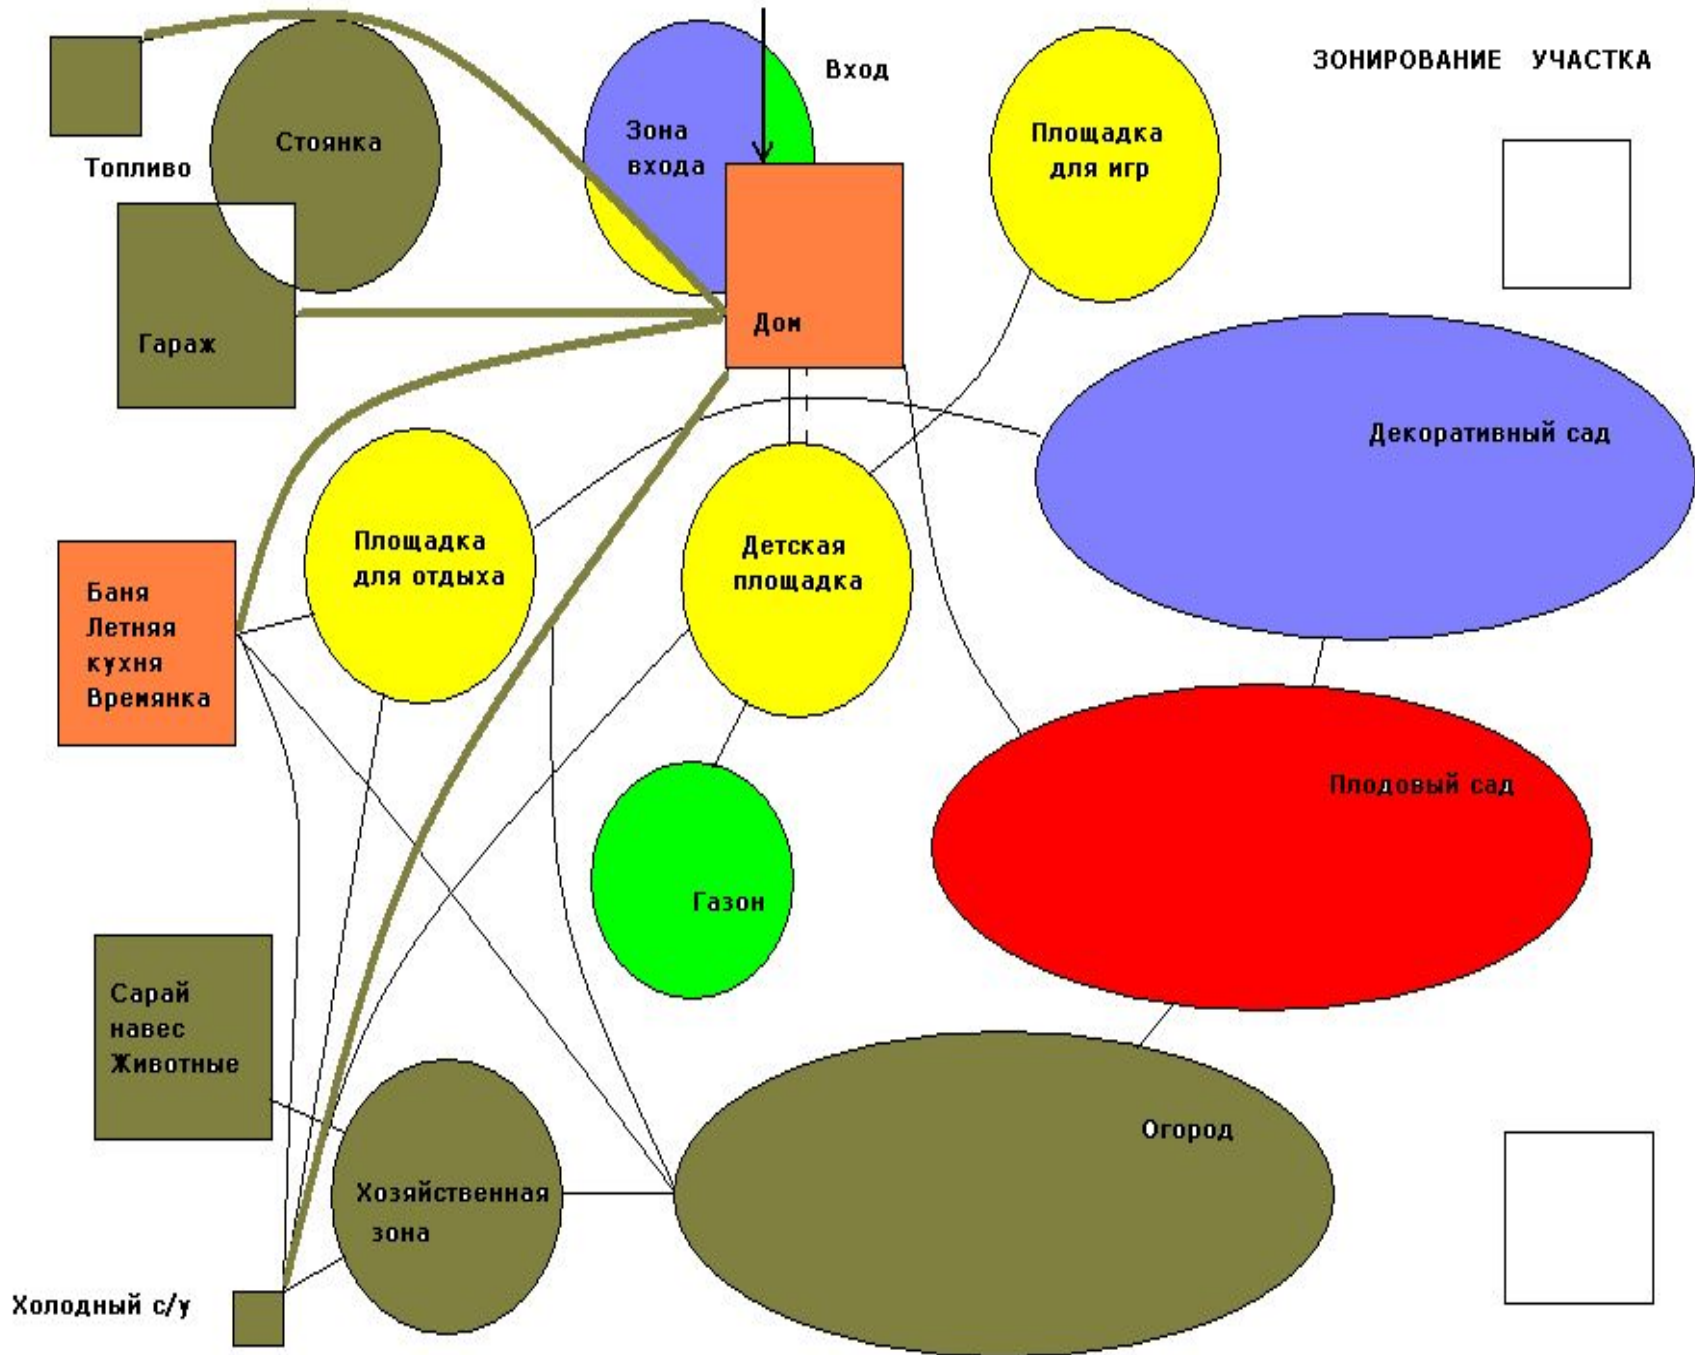 ЗОНИРОВАНИЕ УЧАСТКА
Вход
Топливо
Стоянка
Зона
входа
Площадка
для игр
Гараж
Дом
Декоративный сад
Площадка
для отдыха
Детская
площадка
Баня
Летняя
кухня
Времянка
Плодовый сад
Газон
Сарай
навес
Животные
Огород
Хозяйственная
зона
Холодный с/у